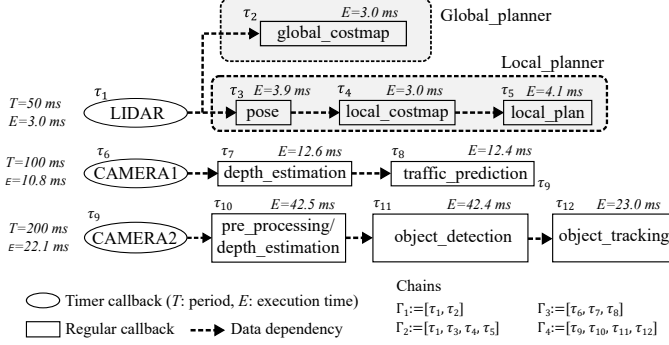 Global_planner
τ2 E=3.0 ms
global_costmap
Local_planner
τ1
T=50 ms
E=3.0 ms
LIDAR
τ3 E=3.9 ms
pose
τ4 E=3.0 ms
local_costmap
τ5 E=4.1 ms
local_plan
τ6
T=100 ms
E=10.8 ms
CAMERA1
τ7 E=12.6 ms
depth_estimation
τ8 E=12.4 ms
traffic_prediction
τ9
τ9
T=200 ms
E=22.1 ms
CAMERA2
τ10 E=42.5 ms
pre_processing/
depth_estimation
τ11 E=42.4 ms
object_detection
τ12 E=23.0 ms
object_tracking
Timer callback (T: period, E: execution time)
Regular callback
Data dependency
Chains
Γ1:=[τ1, τ2]
Γ2:=[τ1, τ3, τ4, τ5]
Γ3:=[τ6, τ7, τ8]
Γ4:=[τ9, τ10, τ11, τ12]